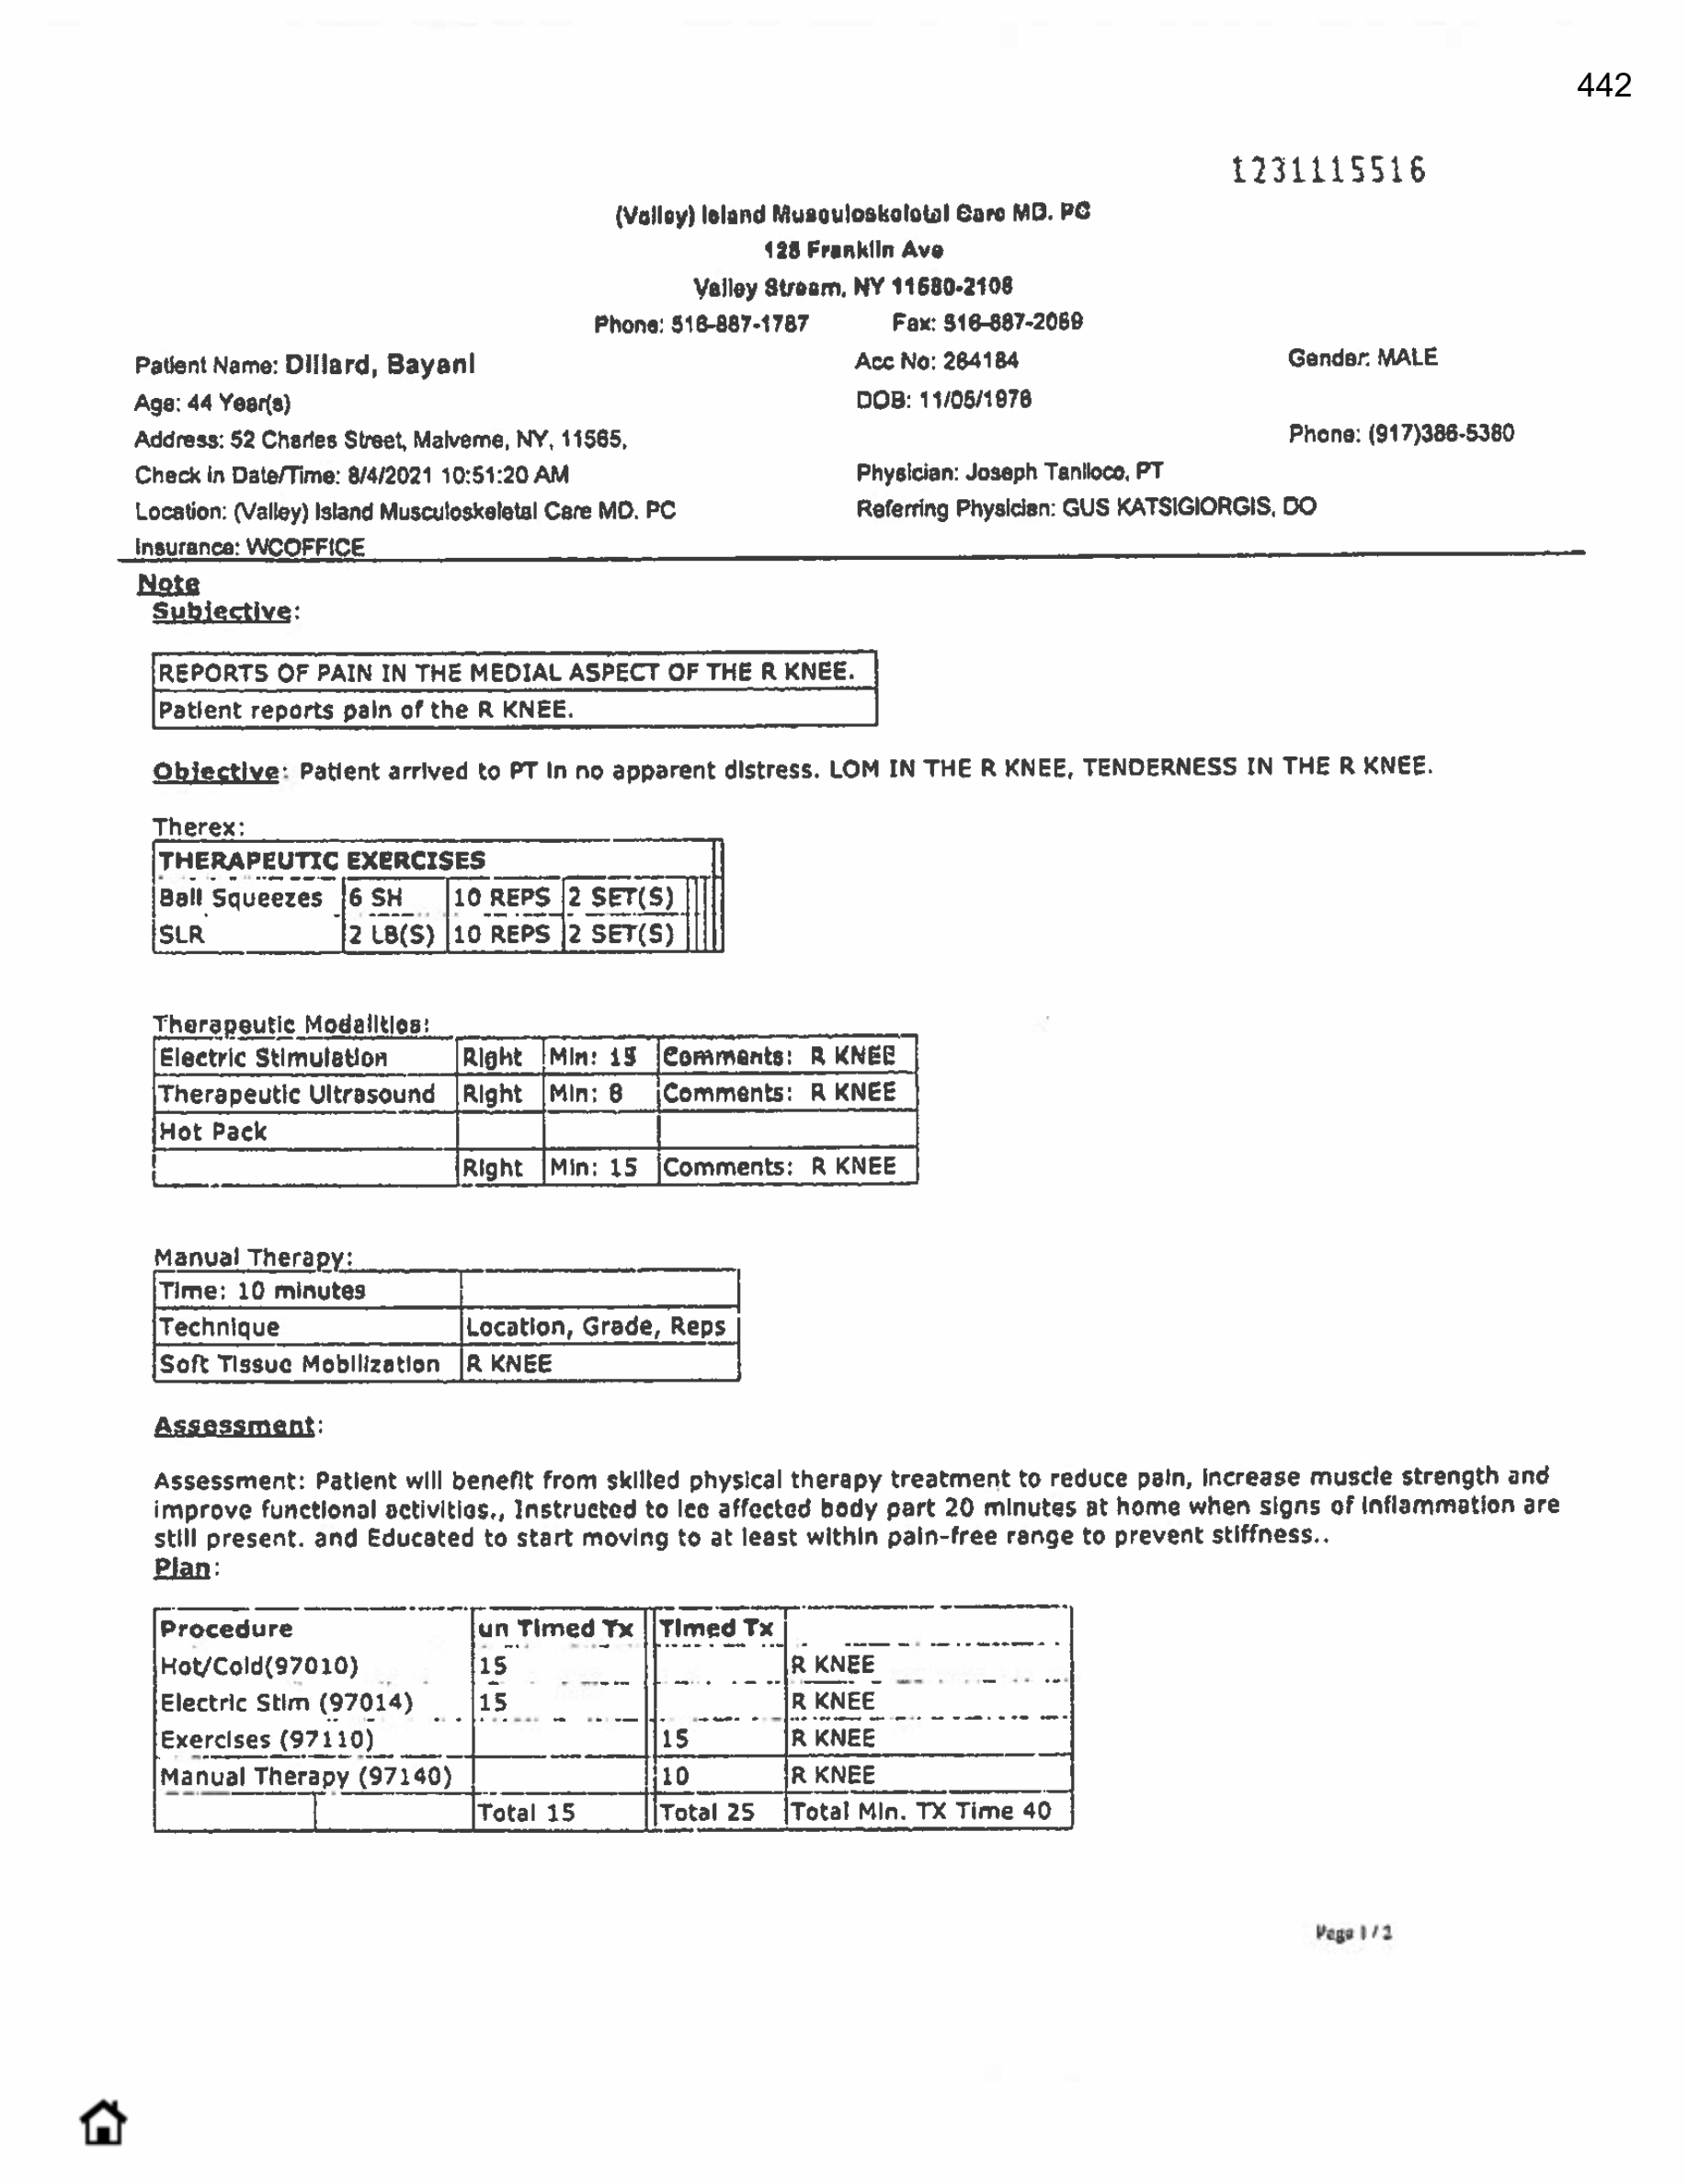 442
1231115516
(Valley) Island Musculoskeletal Care MD. PC
128 Franklin Ave
Valley Stream, NY 11580-2108
Phone: 516-887-1787 Fax: 516-887-2069
Patient Name: Dillard, Bayani Acc No: 264184 Gender: MALE
Age: 44 Year(s) DOB: 11/05/1976
Address: 52 Charles Street, Malverne, NY, 11565, Phone: (917)386-5380
Check in Date/Time: 8/4/2021 10:51:20 AM Physician: Joseph Taniloco, PT
Location: (Valley) Island Musculoskeletal Care MD. PC Referring Physician: GUS KATSIGIORGIS, DO
Insurance: WCOFFICE
Note
Subjective:
REPORTS OF PAIN IN THE MEDIAL ASPECT OF THE R KNEE.
Patient reports pain of the R KNEE.
Objective: Patient arrived to PT in no apparent distress. LOM IN THE R KNEE, TENDERNESS IN THE R KNEE.
Therex:
THERAPEUTIC EXERCISES
Ball Squeezes 6 SH 10 REPS 2 SET(S)
SLR 2 LB(S) 10 REPS 2 SET(S)
Therapeutic Modalities:
Electric Stimulation Right Min: 15 Comments: R KNEE
Therapeutic Ultrasound Right Min: 8 Comments: R KNEE
Hot Pack
Right Min: 15 Comments: R KNEE
Manual Therapy:
Time: 10 minutes
Technique Location, Grade, Reps
Soft Tissue Mobilization R KNEE
Assessment:
Assessment: Patient will benefit from skilled physical therapy treatment to reduce pain, increase muscle strength and
improve functional activities., Instructed to ice affected body part 20 minutes at home when signs of inflammation are
still present. and Educated to start moving to at least within pain-free range to prevent stiffness..
Plan:
Procedure un Timed Tx Timed Tx
Hot/Cold(97010) 15 R KNEE
Electric Stim (97014) 15 R KNEE
Exercises (97110) 15 R KNEE
Manual Therapy (97140) 10 R KNEE
Total 15 Total 25 Total Min. TX Time 40
Page 1 / 2